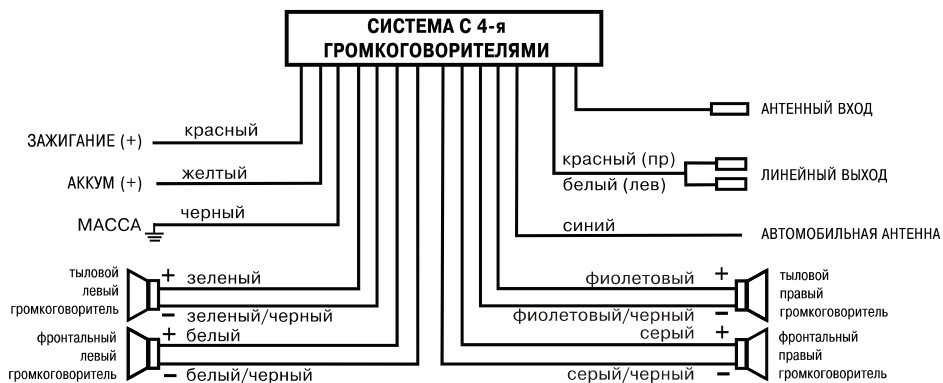 СИСТЕМА С 4-я
ГРОМКОГОВОРИТЕЛЯМИ
ЗАЖИГАНИЕ (+)
красный
АККУМ (+)
желтый
МАССА
черный
тыловой
левый
громкоговоритель
+ зеленый
- зеленый/черный
фронтальный
левый
громкоговоритель
+ белый
- белый/черный
АНТЕННЫЙ ВХОД
красный (пр)
белый (лев)
ЛИНЕЙНЫЙ ВЫХОД
синий
АВТОМОБИЛЬНАЯ АНТЕННА
фиолетовый +
фиолетовый/черный -
тыловой
правый
громкоговоритель
серый +
серый/черный -
фронтальный
правый
громкоговоритель